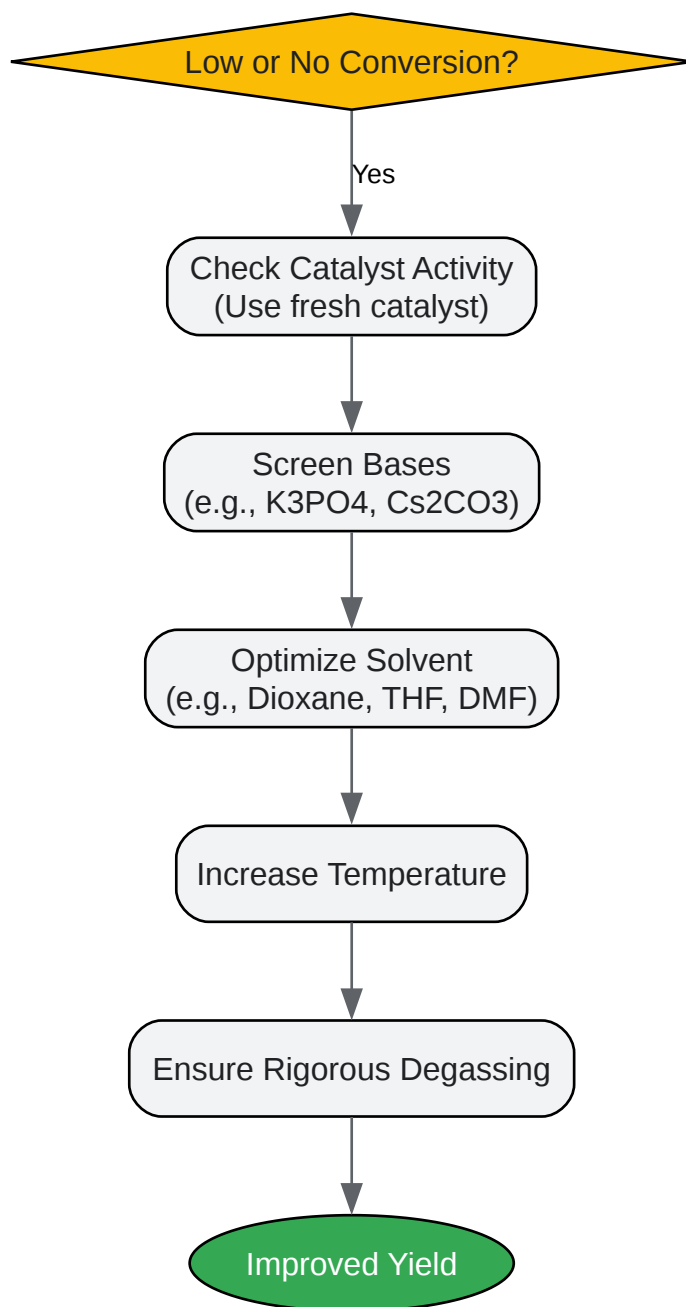 Low or No Conversion?
Yes
Check Catalyst Activity
(Use fresh catalyst)
Screen Bases
(e.g., K3PO4, Cs2CO3)
Optimize Solvent
(e.g., Dioxane, THF, DMF)
Increase Temperature
Ensure Rigorous Degassing
Improved Yield